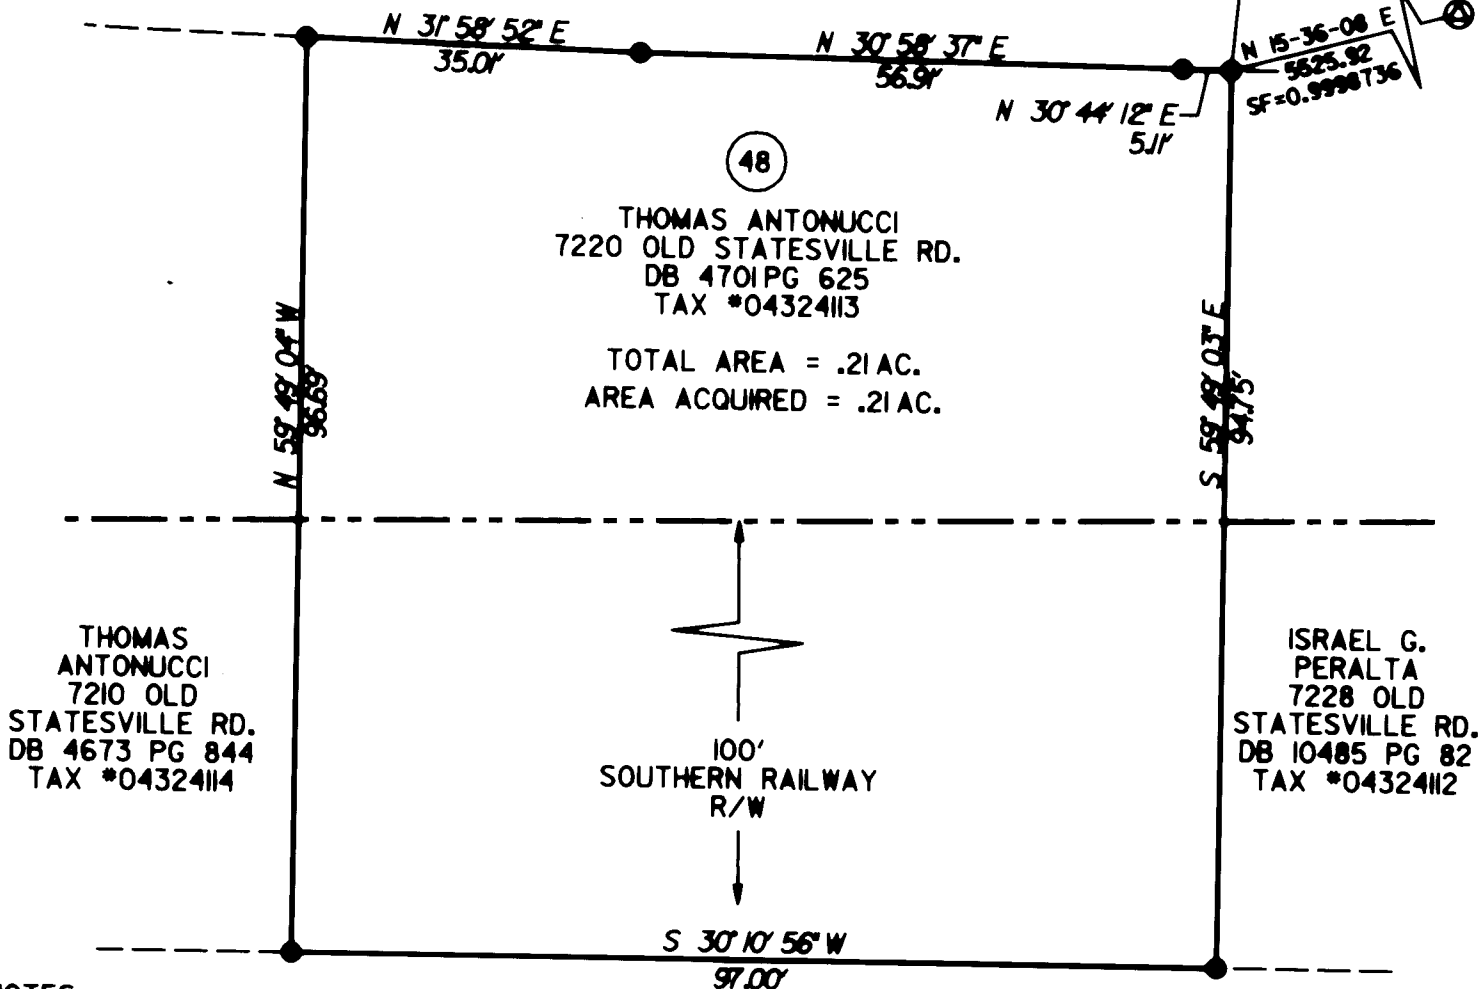 N 31° 58' 52" E
35.01'
N 30° 58' 37" E
56.91'
N 15-36-08 E
5525.92
SF=0.9998736
A
N 30° 44' 12" E
5.11'
48
THOMAS ANTONUCCI
7220 OLD STATESVILLE RD.
DB 4701 PG 625
TAX #04324113
TOTAL AREA = .21 AC.
AREA ACQUIRED = .21 AC.
N 59° 49' 04" W
96.69'
S 59° 49' 03" E
94.75'
THOMAS
ANTONUCCI
7210 OLD
STATESVILLE RD.
DB 4673 PG 844
TAX #04324114
100'
SOUTHERN RAILWAY
R/W
ISRAEL G.
PERALTA
7228 OLD
STATESVILLE RD.
DB 10485 PG 82
TAX #04324112
S 30° 10' 56" W
97.00'